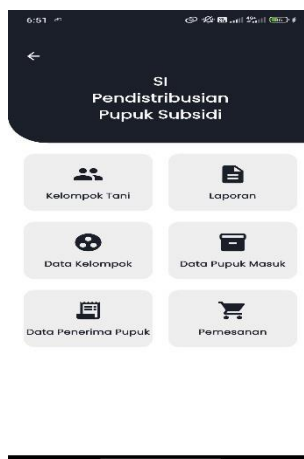 6:51
SI
Pendistribusian
Pupuk Subsidi
Kelompok Tani
Laporan
Data Kelompok
Data Pupuk Masuk
Data Penerima Pupuk
Pemesanan